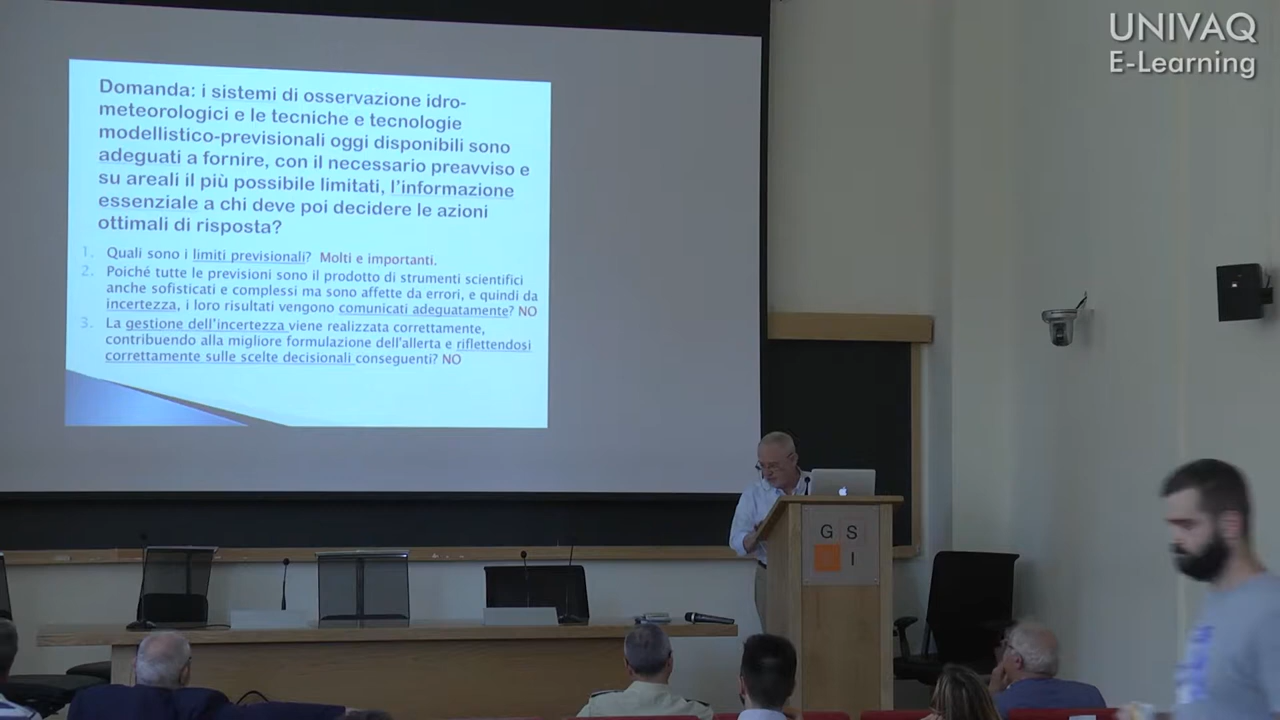 UNIVAQ
E-Learning
Domanda: i sistemi di osservazione idro-
meteorologici e le tecniche e tecnologie
modellistico-previsionali oggi disponibili sono
adeguati a fornire, con il necessario preavviso e
su areali il più possibile limitati, l'informazione
essenziale a chi deve poi decidere le azioni
ottimali di risposta?
1. Quali sono i limiti previsionali? Molti e importanti.
2. Poiché tutte le previsioni sono il prodotto di strumenti scientifici
anche sofisticati e complessi ma sono affette da errori, e quindi da
incertezza, i loro risultati vengono comunicati adeguatamente? NO
3. La gestione dell'incertezza viene realizzata correttamente,
contribuendo alla migliore formulazione dell'allerta e riflettendosi
correttamente sulle scelte decisionali conseguenti? NO
G S
I